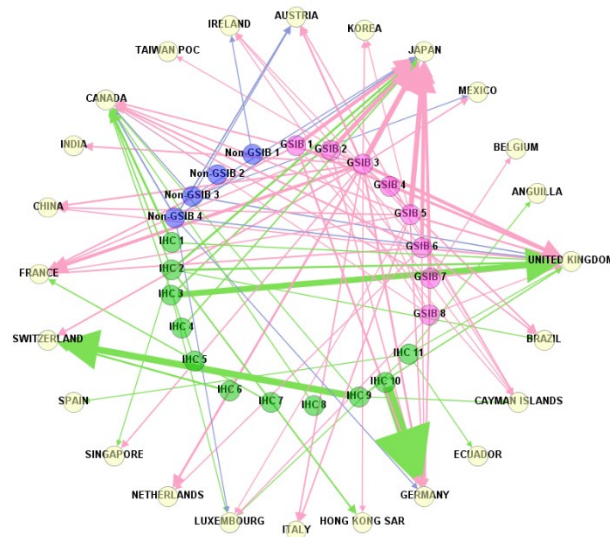 AUSTRIA
IRELAND
KOREA
TAIWAN POC
JAPAN
CANADA
MEXICO
GSIB 1
GSIB 2
INDIA
Non-GSIB 1
GSIB 3
BELGIUM
Non-GSIB 2
GSIB 4
ANGUILLA
Non-GSIB 3
CHINA
GSIB 5
Non-GSIB 4
IHC 1
GSIB 6
UNITED KINGDOM
FRANCE
IHC 2
GSIB 7
IHC 3
GSIB 8
IHC 4
SWITZERLAND
BRAZIL
IHC 11
IHC 5
IHC 10
IHC 6
IHC 9
SPAIN
IHC 7
IHC 8
CAYMAN ISLANDS
SINGAPORE
ECUADOR
NETHERLANDS
GERMANY
LUXEMBOURG
HONG KONG SAR
ITALY